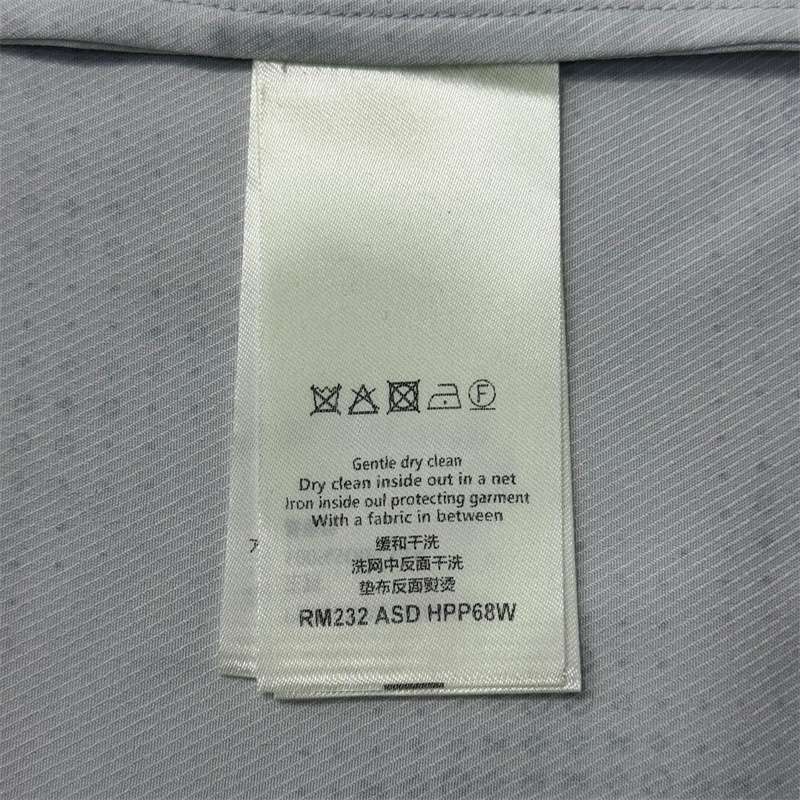 F
Gentle dry clean
Dry clean inside out in a net
Iron inside oul protecting garment
With a fabric in between
缓和干洗
洗网中反面干洗
垫布反面熨烫
RM232 ASD HPP68W